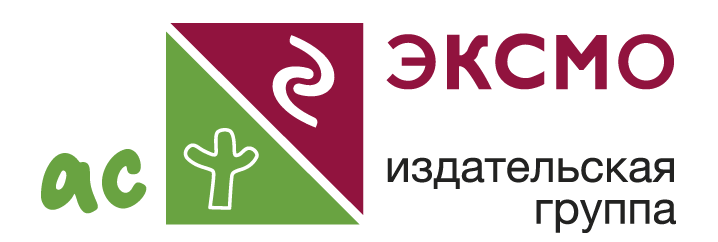 ЭКСМО
ас
издательская
группа